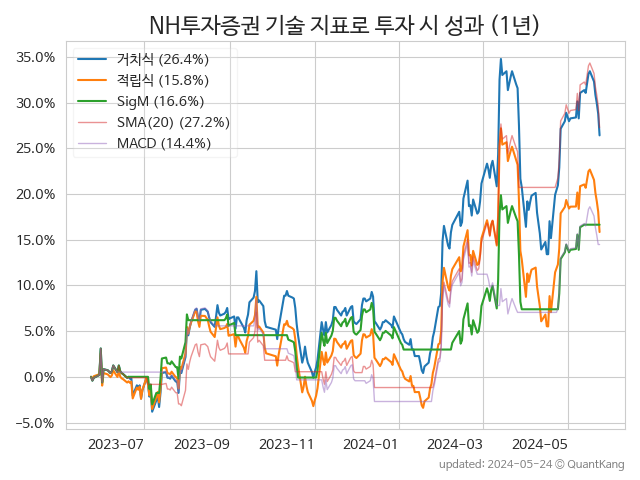 NH투자증권 기술 지표로 투자 시 성과 (1년)
35.0%
30.0%
25.0%
20.0%
15.0%
10.0%
5.0%
0.0%
−5.0%
거치식 (26.4%)
적립식 (15.8%)
SigM (16.6%)
SMA(20) (27.2%)
MACD (14.4%)
2023-07 2023-09 2023-11 2024-01 2024-03 2024-05
updated: 2024-05-24 © QuantKang